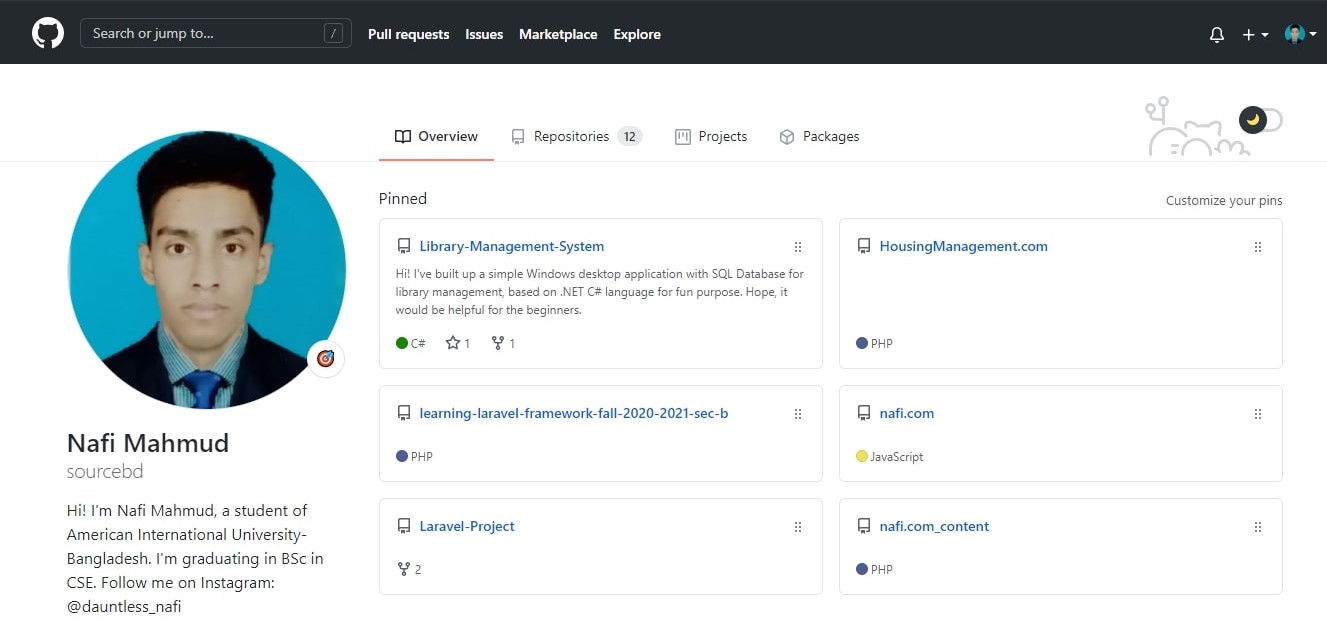 Search or jump to... /
Pull requests Issues Marketplace Explore
Overview Repositories 12 Projects Packages
Nafi Mahmud
sourcebd
Hi! I'm Nafi Mahmud, a student of
American International University-
Bangladesh. I'm graduating in BSc in
CSE. Follow me on Instagram:
@dauntless_nafi
Pinned
Customize your pins
Library-Management-System
Hi! I've built up a simple Windows desktop application with SQL Database for
library management, based on .NET C# language for fun purpose. Hope, it
would be helpful for the beginners.
C# 1 1
HousingManagement.com
PHP
learning-laravel-framework-fall-2020-2021-sec-b
PHP
nafi.com
JavaScript
Laravel-Project
2
nafi.com_content
PHP